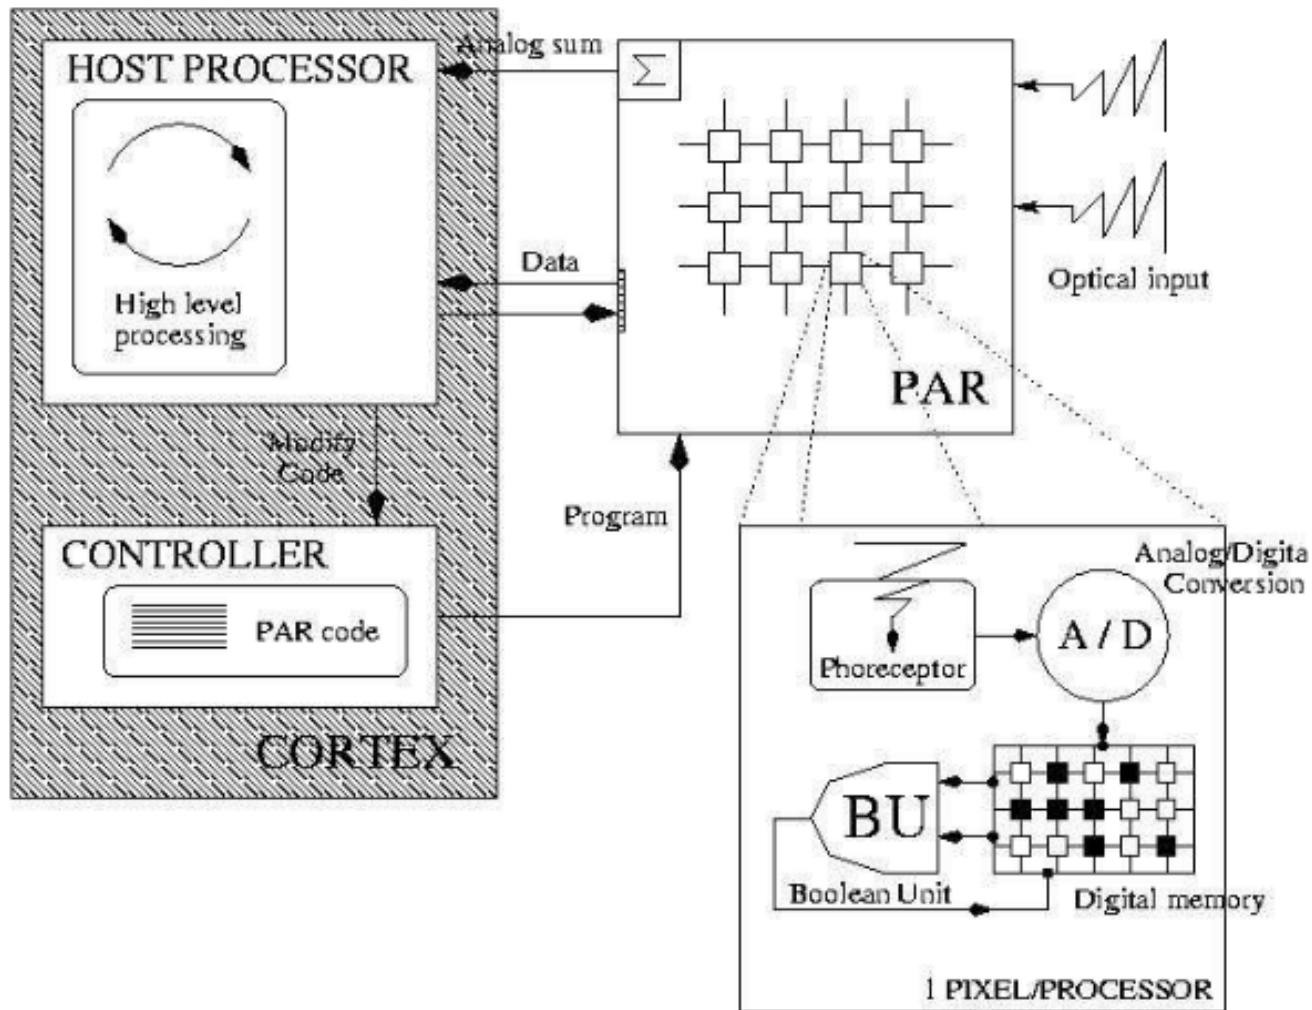 HOST PROCESSOR
High level
processing
Analog sum
Σ
Data
PAR
Optical input
Modify
Code
Program
CONTROLLER
PAR code
CORTEX
Analog/Digita
Conversion
A / D
Phoreceptor
BU
Boolean Unit
Digital memory
1 PIXEL/PROCESSOR